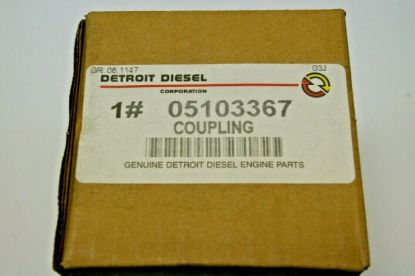 GR. 06.1147 G3J
DETROIT DIESEL
CORPORATION
1# 05103367
COUPLING
GENUINE DETROIT DIESEL ENGINE PARTS